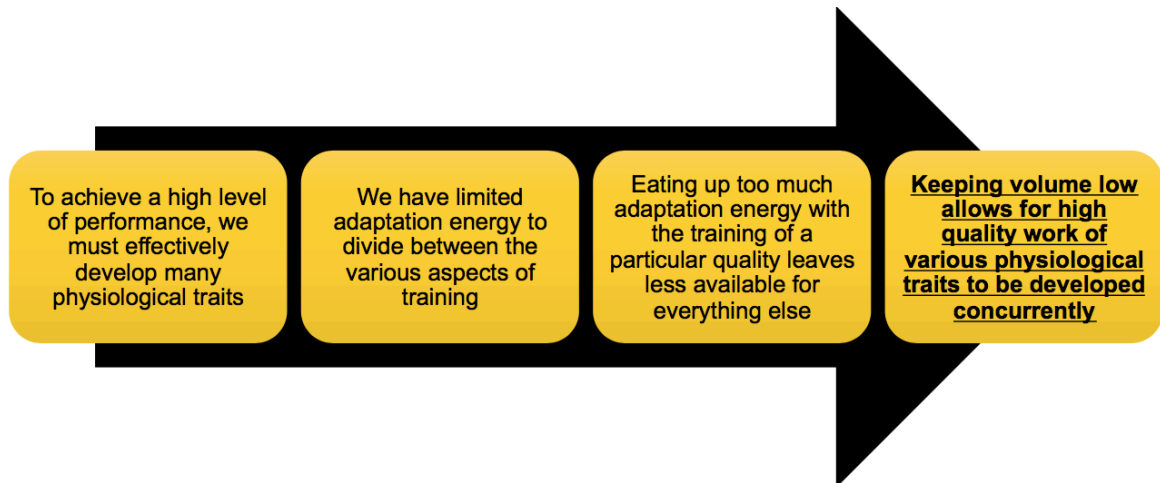 To achieve a high level
of performance, we
must effectively
develop many
physiological traits
We have limited
adaptation energy to
divide between the
various aspects of
training
Eating up too much
adaptation energy with
the training of a
particular quality leaves
less available for
everything else
Keeping volume low
allows for high
quality work of
various physiological
traits to be developed
concurrently